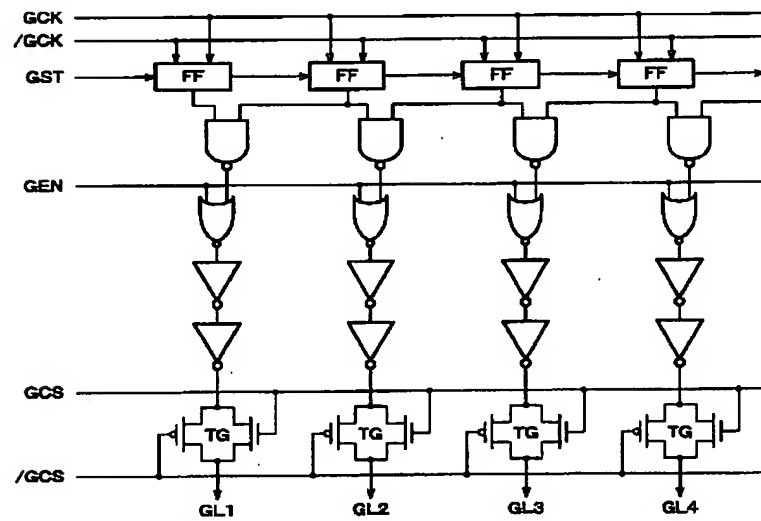 GCK
/GCK
GST FF FF FF FF
GEN
GCS
TG TG TG TG
/GCS
GL1 GL2 GL3 GL4